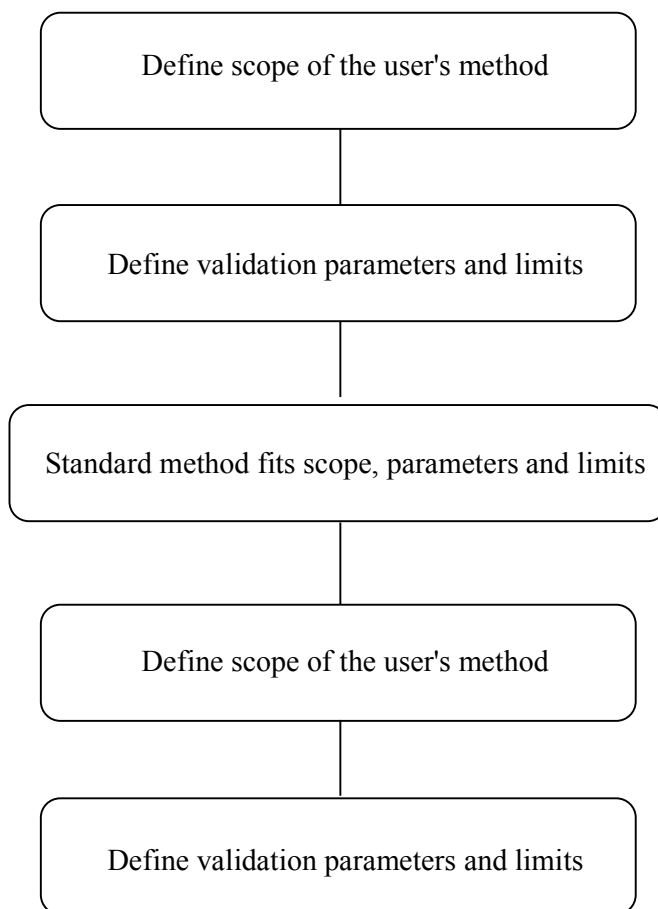 Define scope of the user's method
Define validation parameters and limits
Standard method fits scope, parameters and limits
Define scope of the user's method
Define validation parameters and limits